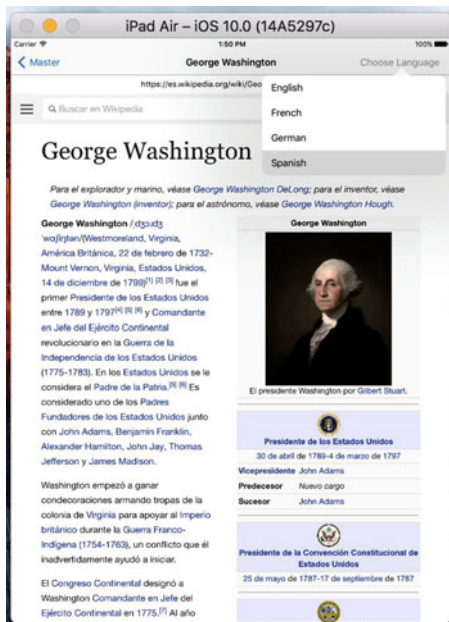 iPad Air – iOS 10.0 (14A5297c)
Carrier
1:50 PM
100%
Master
George Washington
Choose Language
https://es.wikipedia.org/wiki/Geo
English
French
German
Spanish
Buscar en Wikipedia
George Washington
Para el explorador y marino, véase George Washington DeLong; para el inventor, véase
George Washington (inventor); para el astrónomo, véase George Washington Hough.
George Washington
(Westmoreland, Virginia,
América Británica, 22 de febrero de 1732-
Mount Vernon, Virginia, Estados Unidos,
14 de diciembre de 1799)[1] [2] [3] fue el
primer Presidente de los Estados Unidos
entre 1789 y 1797[4] [5] [6] y Comandante
en Jefe del Ejército Continental
revolucionario en la Guerra de la
Independencia de los Estados Unidos
(1775-1783). En los Estados Unidos se le
considera el Padre de la Patria. Es
considerado uno de los Padres
Fundadores de los Estados Unidos junto
con John Adams, Benjamin Franklin,
Alexander Hamilton, John Jay, Thomas
Jefferson y James Madison.
Washington empezó a ganar
condecoraciones armando tropas de la
colonia de Virginia para apoyar al Imperio
británico durante la Guerra Franco-
Indígena (1754-1763), un conflicto que él
inadvertidamente ayudó a iniciar.
El Congreso Continental designó a
Washington Comandante en Jefe del
Ejército Continental en 1775.[7] Al año
George Washington
El presidente Washington por Gilbert Stuart.
Presidente de los Estados Unidos
30 de abril de 1789-4 de marzo de 1797
Vicepresidente John Adams
Predecesor Nuevo cargo
Sucesor John Adams
Presidente de la Convención Constitucional de
Estados Unidos
25 de mayo de 1787-17 de septiembre de 1787